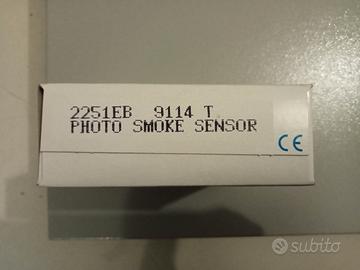 2251EB 9114 T
PHOTO SMOKE SENSOR
CE
subito